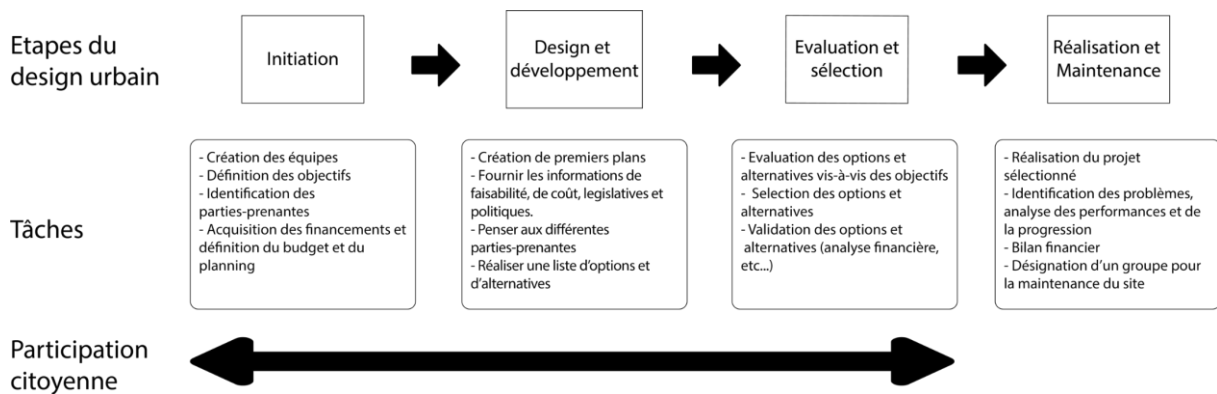 Etapes du
design urbain
Initiation
Design et
développement
Evaluation et
sélection
Réalisation et
Maintenance
Tâches
- Création des équipes
- Définition des objectifs
- Identification des
parties-prenantes
- Acquisition des financements et
définition du budget et du
planning
- Création de premiers plans
- Fournir les informations de
faisabilité, de coût, legislatives et
politiques.
- Penser aux différentes
parties-prenantes
- Réaliser une liste d'options et
d'alternatives
- Evaluation des options et
alternatives vis-à-vis des objectifs
- Selection des options et
alternatives
- Validation des options et
alternatives (analyse financière,
etc...)
- Réalisation du projet
sélectionné
- Identification des problèmes,
analyse des performances et de
la progression
- Bilan financier
- Désignation d'un groupe pour
la maintenance du site
Participation
citoyenne